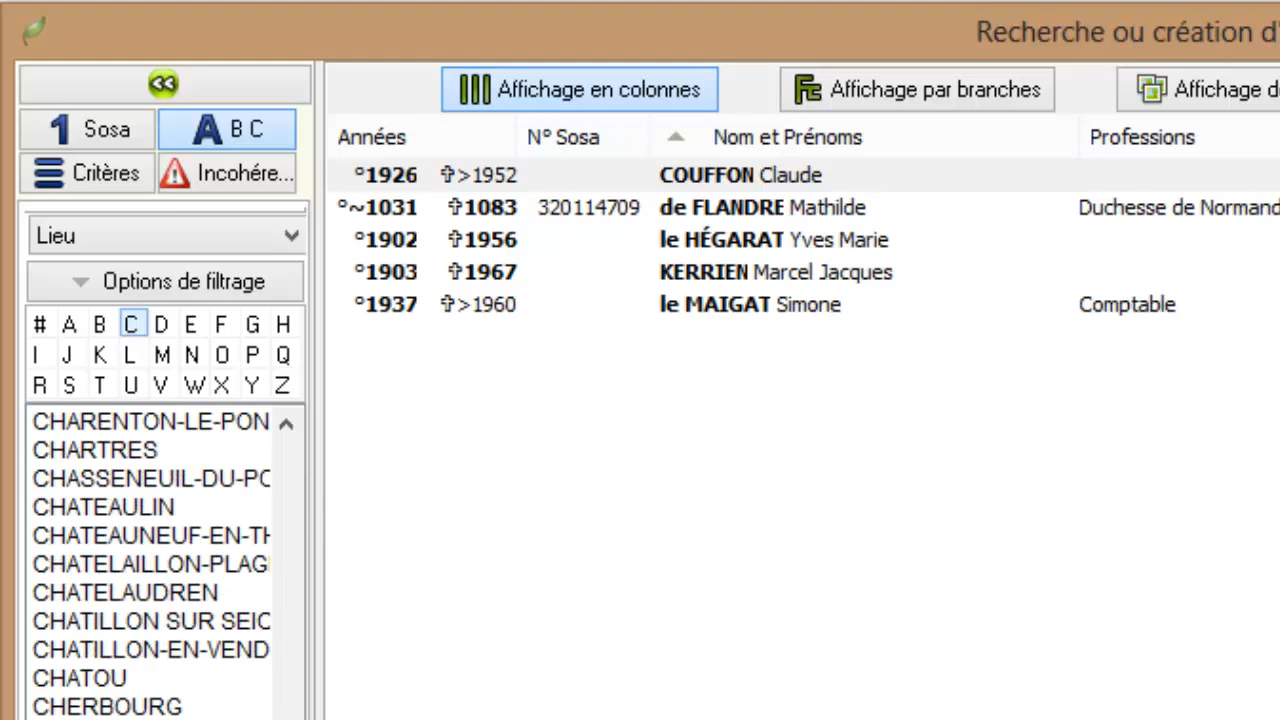 Recherche ou création d'
Affichage en colonnes
Affichage par branches
Affichage d
1 Sosa
A B C
Critères
Incohére...
Lieu
Options de filtrage
# A B C D E F G H
I J K L M N O P Q
R S T U V W X Y Z
CHARENTON-LE-PON
CHARTRES
CHASSENEUIL-DU-PO
CHATEAULIN
CHATEAUNEUF-EN-TH
CHATELAILLON-PLAG
CHATELAUDREN
CHATILLON SUR SEIC
CHATILLON-EN-VEND
CHATOU
CHERBOURG
Années N° Sosa Nom et Prénoms Professions
°1926 ✞>1952 COUFFON Claude
°~1031 ✞1083 320114709 de FLANDRE Mathilde Duchesse de Normand
°1902 ✞1956 le HÉGARAT Yves Marie
°1903 ✞1967 KERRIEN Marcel Jacques
°1937 ✞>1960 le MAIGAT Simone Comptable